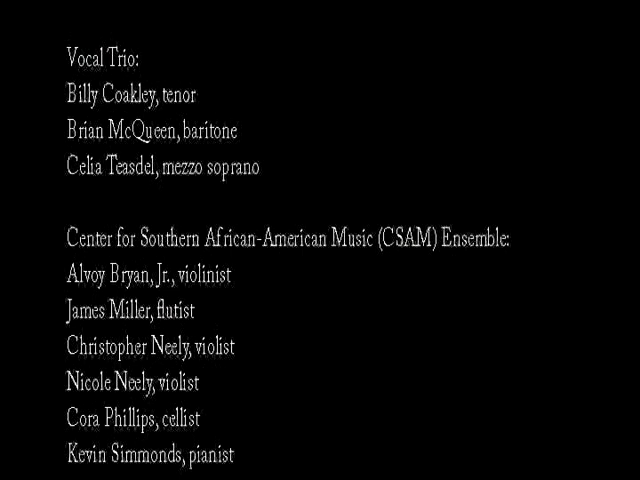 Vocal Trio:
Billy Coakley, tenor
Brian McQueen, baritone
Celia Teasdel, mezzo soprano
Center for Southern African-American Music (CSAM) Ensemble:
Alvoy Bryan, Jr., violinist
James Miller, flutist
Christopher Neely, violist
Nicole Neely, violist
Cora Phillips, cellist
Kevin Simmonds, pianist